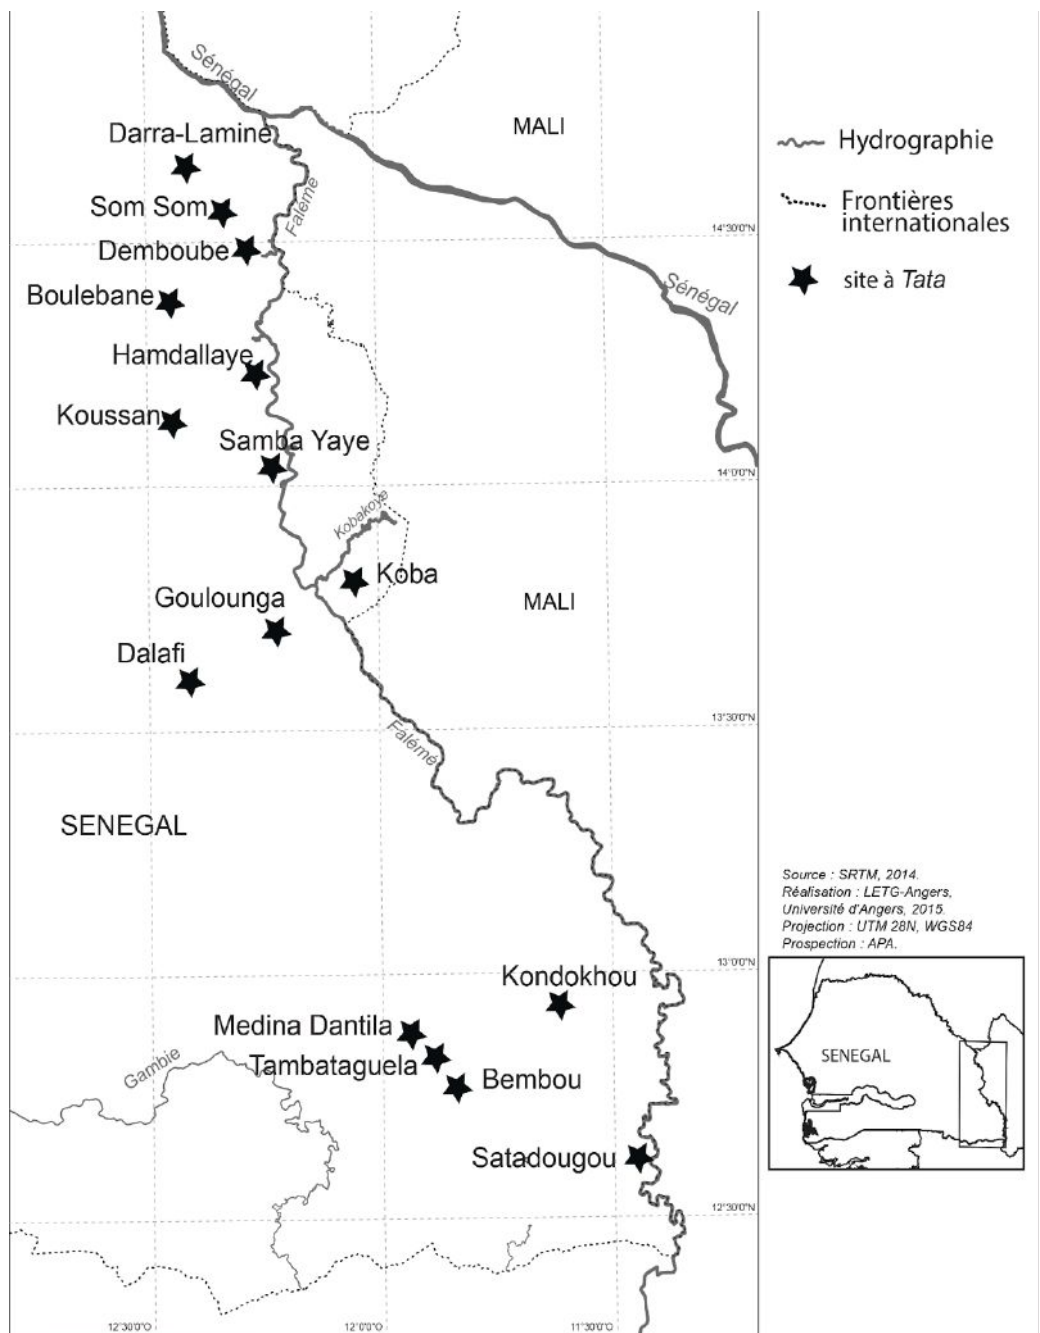 Sénégal
Darra-Lamine
MALI
Hydrographie
Som Som
Falémé
Frontières
internationales
Demboube
14°30'0"N
Boulebane
Sénégal
site à Tata
Hamdallaye
Koussan
Samba Yaye
14°0'0"N
Kobakoye
Koba
Goulounga
MALI
Dalafi
13°30'0"N
Falémé
SENEGAL
Source : SRTM, 2014.
Réalisation : LETG-Angers,
Université d'Angers, 2015.
Projection : UTM 28N, WGS84
Prospection : APA.
13°0'0"N
Kondokhou
Medina Dantila
Gambie
Tambataguela
Bembou
SENEGAL
Satadougou
12°30'0"N
12°30'0"O
12°0'0"O
11°30'0"O